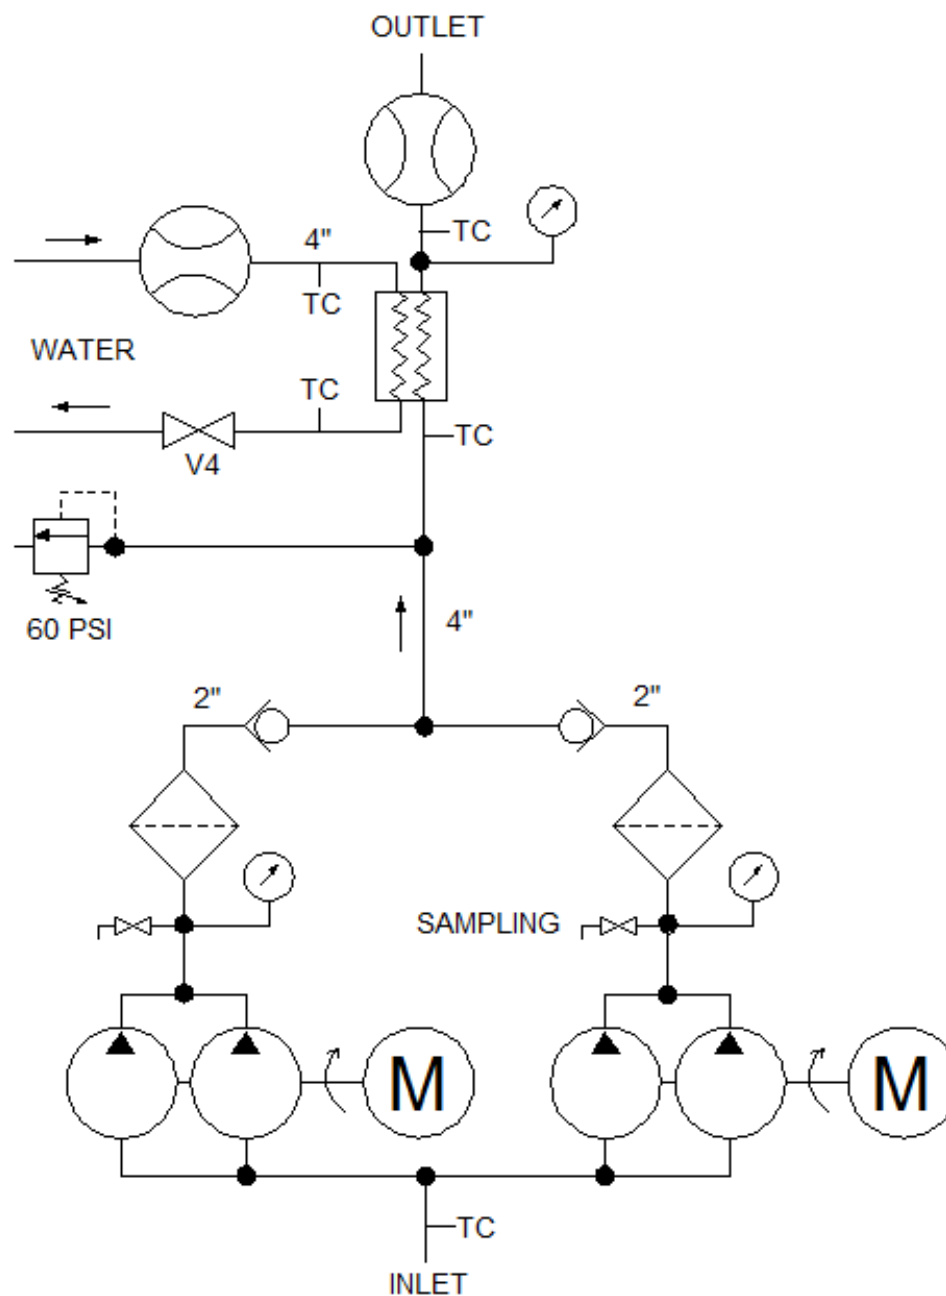 OUTLET
TC
4"
TC
WATER
TC
TC
V4
60 PSI
4"
2"
2"
SAMPLING
M
M
TC
INLET